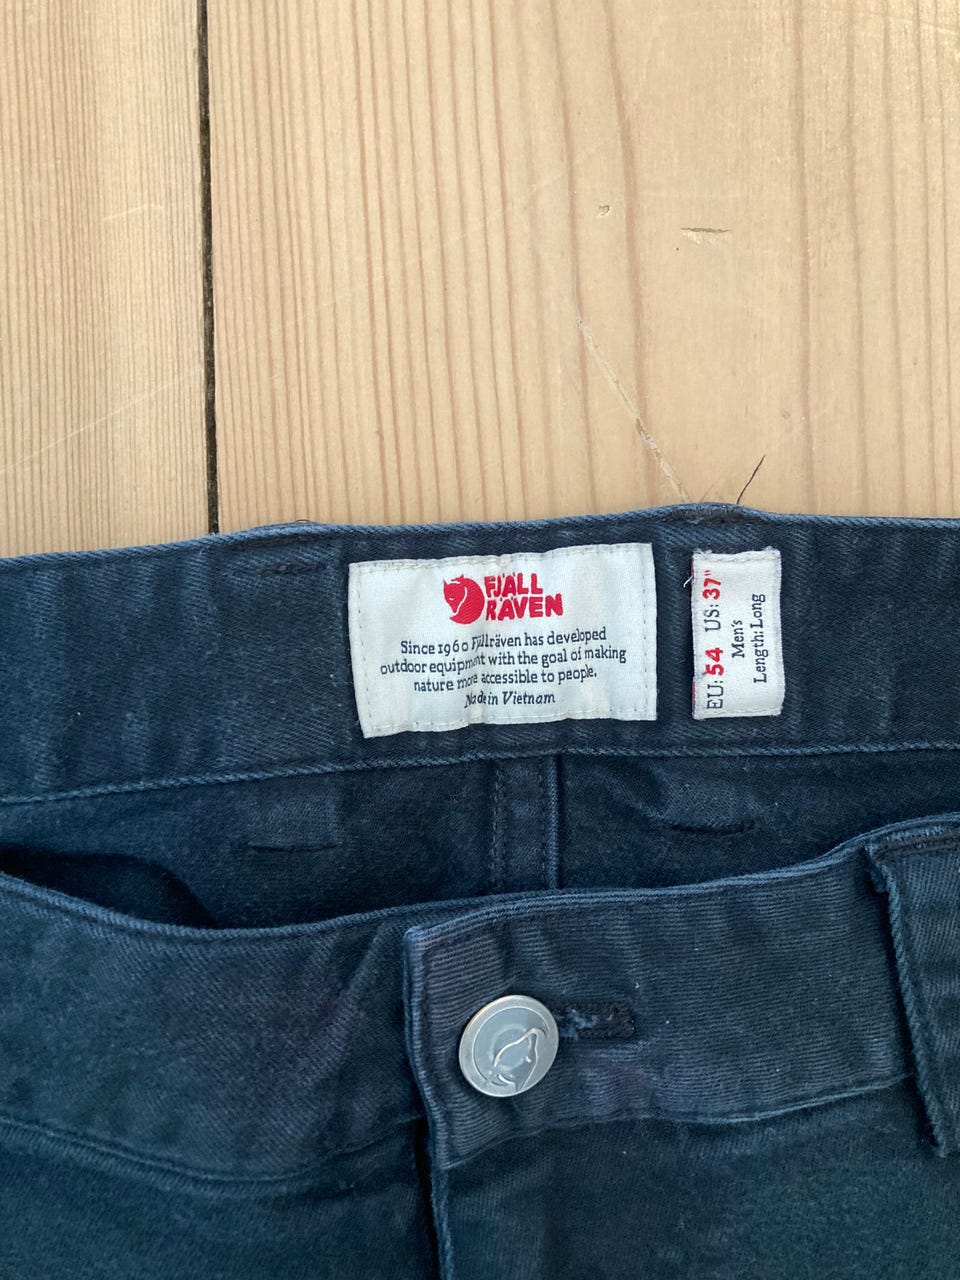 FJÄLL
RÄVEN
Since 1960 Fjällräven has developed
outdoor equipment with the goal of making
nature more accessible to people.
Made in Vietnam
EU: 54 US: 37"
Men's
Length: Long